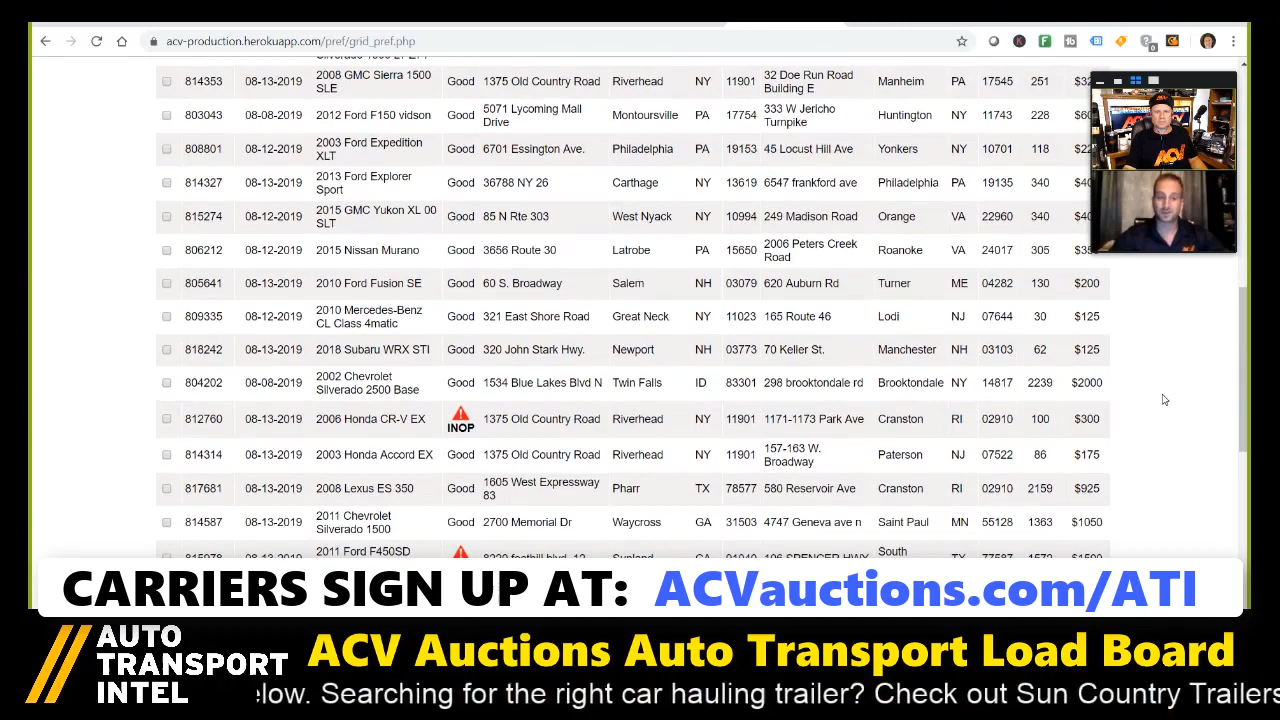 acv-production.herokuapp.com/pref/grid_pref.php
814353 08-13-2019 2008 GMC Sierra 1500 SLE Good 1375 Old Country Road Riverhead NY 11901 32 Doe Run Road Building E Manheim PA 17545 251
803043 08-08-2019 2012 Ford F150 vidson Good 5071 Lycoming Mall Drive Montoursville PA 17754 333 W Jericho Turnpike Huntington NY 11743 228
808801 08-12-2019 2003 Ford Expedition XLT Good 6701 Essington Ave. Philadelphia PA 19153 45 Locust Hill Ave Yonkers NY 10701 118
814327 08-13-2019 2013 Ford Explorer Sport Good 36788 NY 26 Carthage NY 13619 6547 frankford ave Philadelphia PA 19135 340
815274 08-12-2019 2015 GMC Yukon XL 00 SLT Good 85 N Rte 303 West Nyack NY 10994 249 Madison Road Orange VA 22960 340
806212 08-12-2019 2015 Nissan Murano Good 3656 Route 30 Latrobe PA 15650 2006 Peters Creek Road Roanoke VA 24017 305
805641 08-13-2019 2010 Ford Fusion SE Good 60 S. Broadway Salem NH 03079 620 Auburn Rd Turner ME 04282 130 $200
809335 08-13-2019 2010 Mercedes-Benz CL Class 4matic Good 321 East Shore Road Great Neck NY 11023 165 Route 46 Lodi NJ 07644 30 $125
818242 08-13-2019 2018 Subaru WRX STI Good 320 John Stark Hwy. Newport NH 03773 70 Keller St. Manchester NH 03103 62 $125
804202 08-08-2019 2002 Chevrolet Silverado 2500 Base Good 1534 Blue Lakes Blvd N Twin Falls ID 83301 298 brooktondale rd Brooktondale NY 14817 2239 $2000
812760 08-13-2019 2006 Honda CR-V EX INOP 1375 Old Country Road Riverhead NY 11901 1171-1173 Park Ave Cranston RI 02910 100 $300
814314 08-13-2019 2003 Honda Accord EX Good 1375 Old Country Road Riverhead NY 11901 157-163 W. Broadway Paterson NJ 07522 86 $175
817681 08-13-2019 2008 Lexus ES 350 Good 1605 West Expressway 83 Pharr TX 78577 580 Reservoir Ave Cranston RI 02910 2159 $925
814587 08-13-2019 2011 Chevrolet Silverado 1500 Good 2700 Memorial Dr Waycross GA 31503 4747 Geneva ave n Saint Paul MN 55128 1363 $1050
2011 Ford F450SD South
CARRIERS SIGN UP AT: ACVauctions.com/ATI
AUTO TRANSPORT INTEL
ACV Auctions Auto Transport Load Board
elow. Searching for the right car hauling trailer? Check out Sun Country Trailers